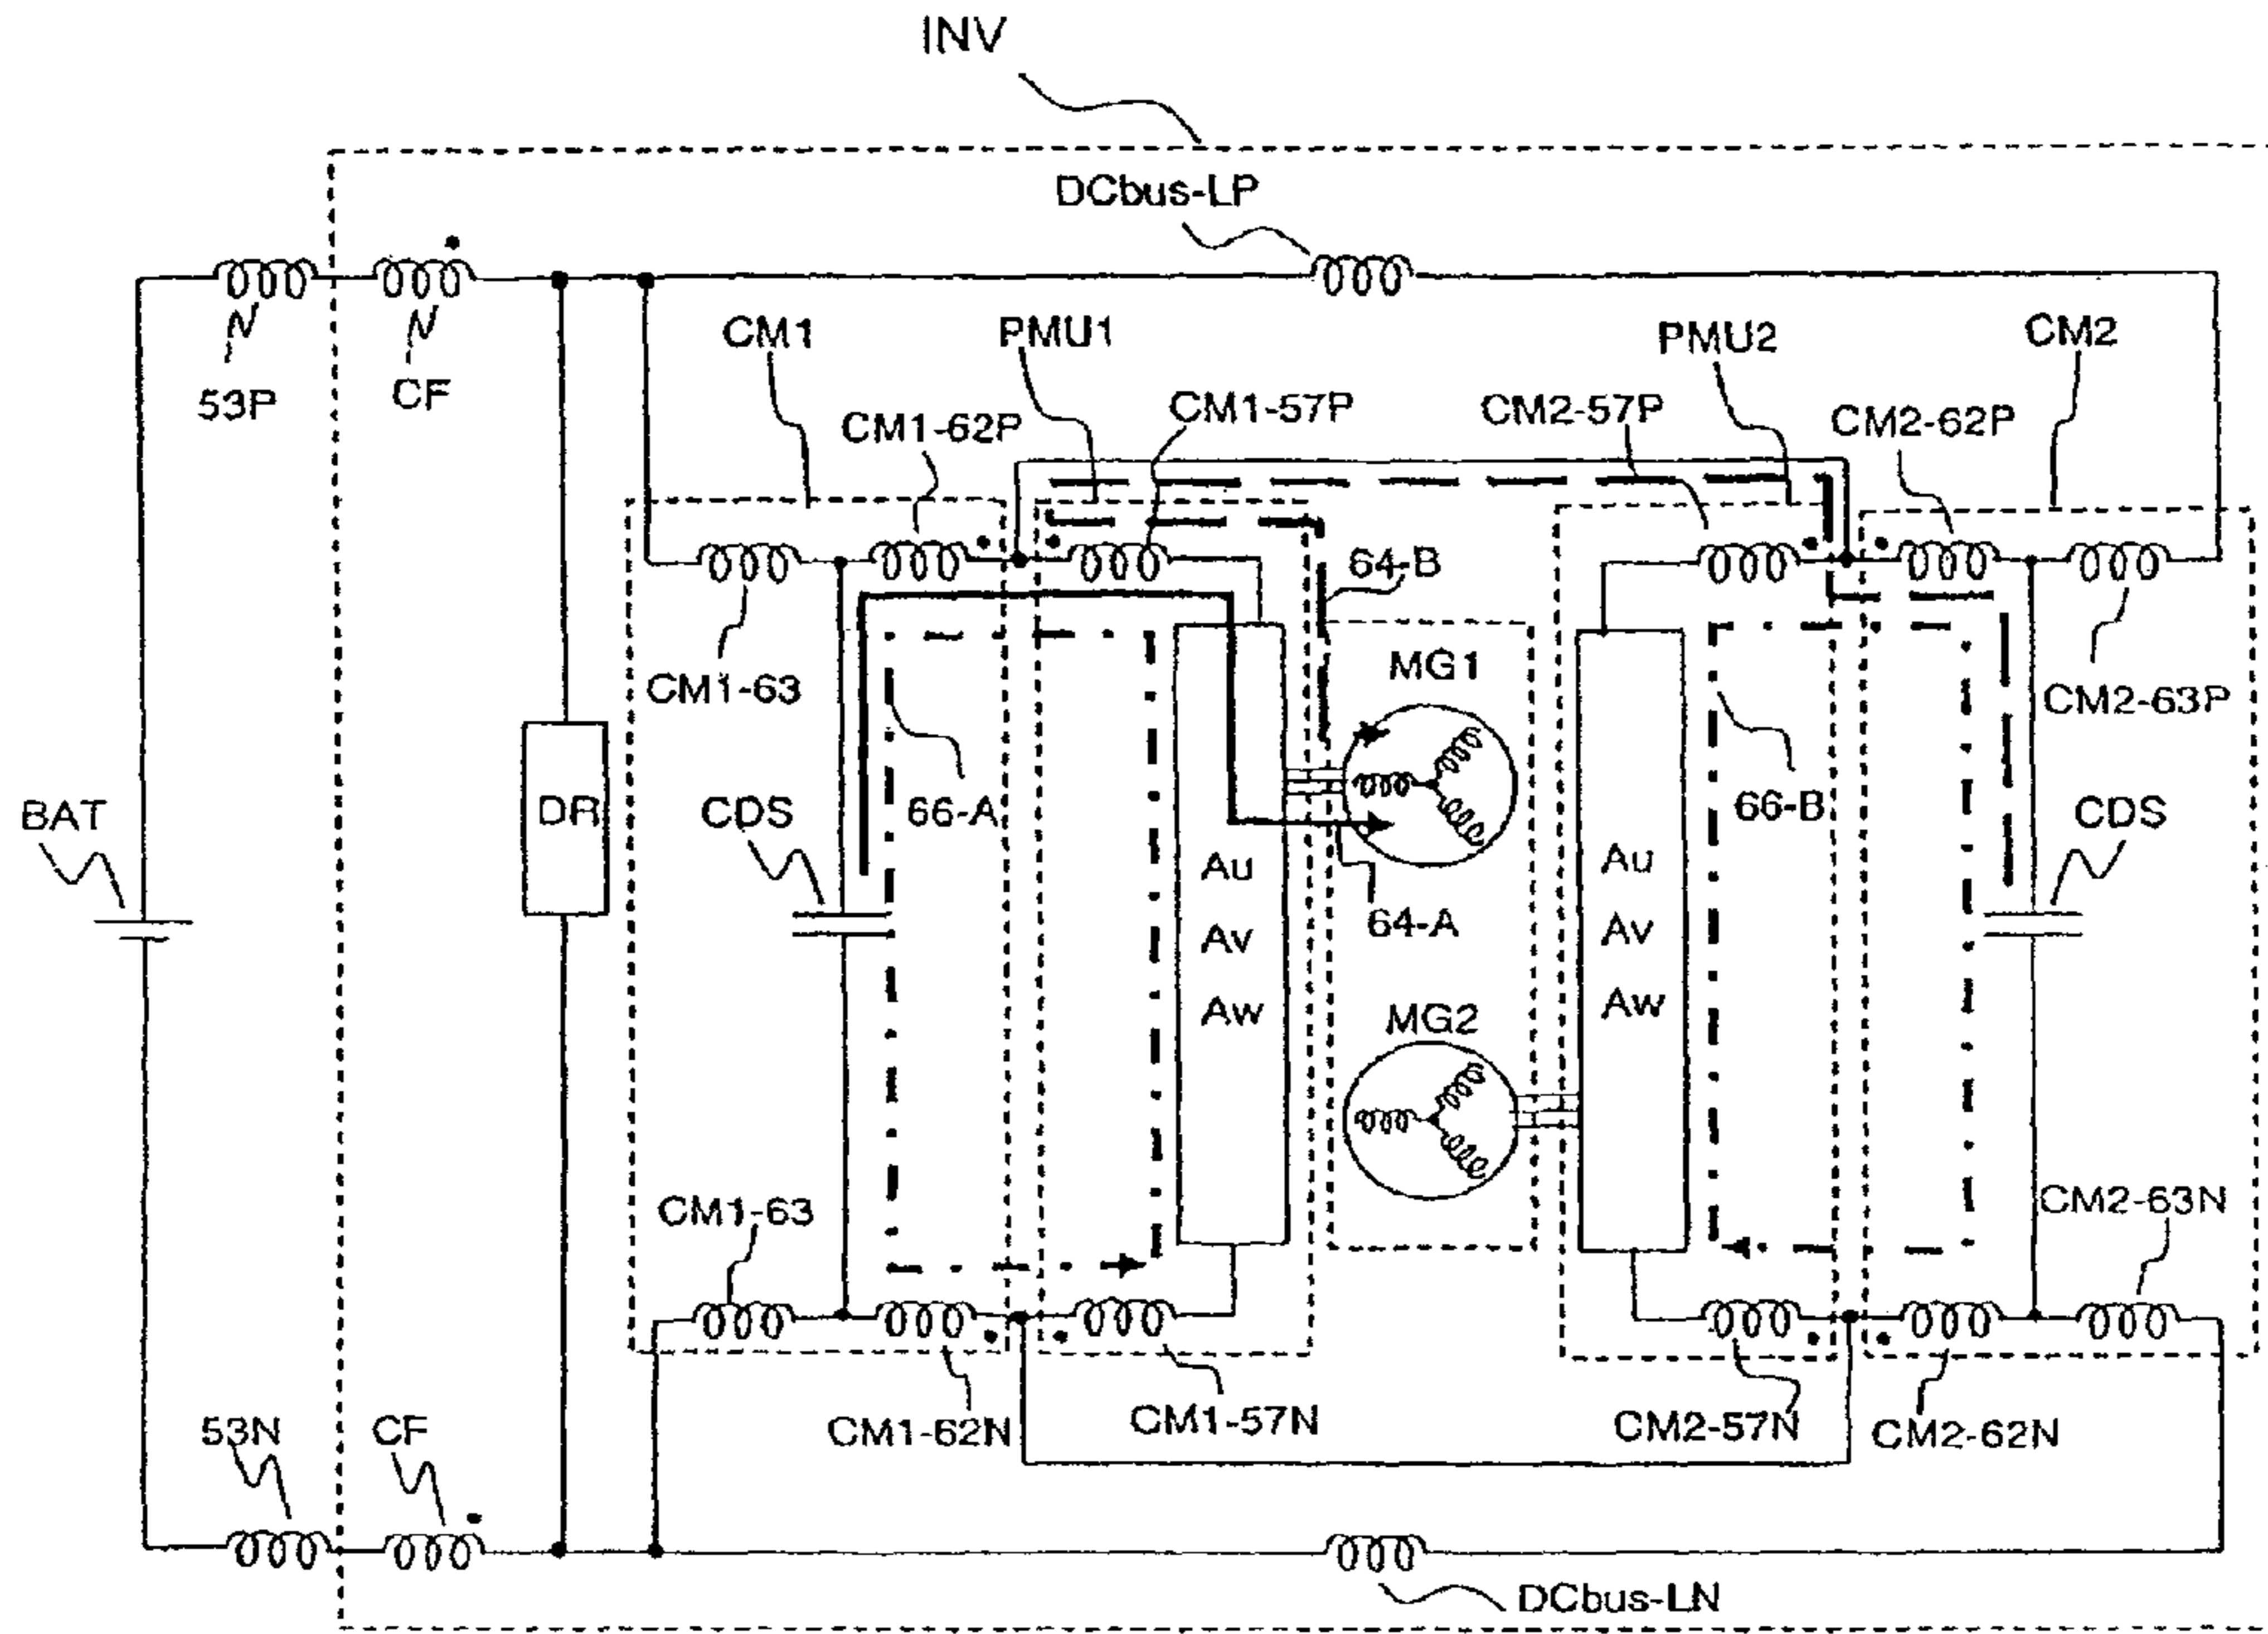 INV
DCbus-LP
CM1
PMU1
PMU2
CM2
53P
CF
CM1-62P
CM1-57P
CM2-57P
CM2-62P
64-B
MG1
CM1-63
CM2-63P
BAT
DR
CDS
66-A
66-B
CDS
Au
Av
Aw
64-A
Au
Av
Aw
MG2
CM1-63
CM2-63N
53N
CF
CM1-62N
CM1-57N
CM2-57N
CM2-62N
DCbus-LN